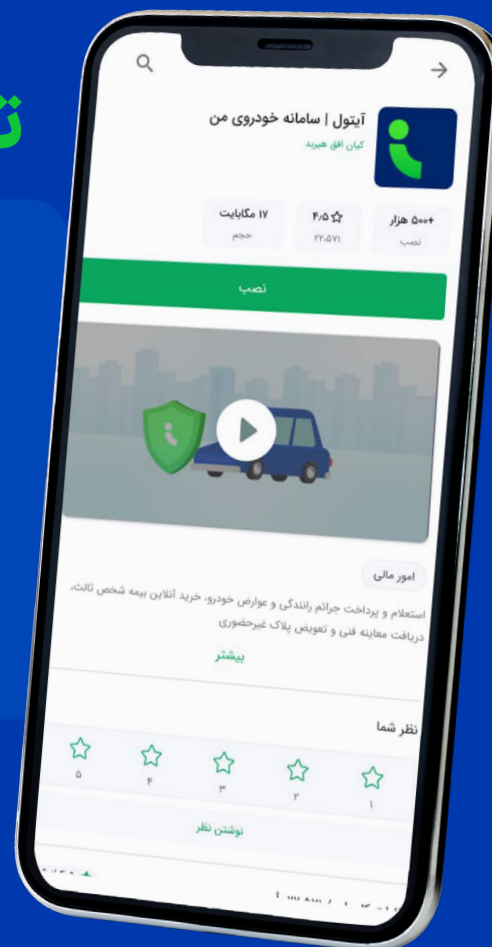 آیتول | سامانه خودروی من
کیان افق هیربد
+۵۰۰ هزار
نصب
۴٫۵
۲۲,۵۷۱
۱۷ مگابایت
حجم
نصب
امور مالی
استعلام و پرداخت جرائم رانندگی و عوارض خودرو، خرید آنلاین بیمه شخص ثالث،
دریافت معاینه فنی و تعویض پلاک غیرحضوری
بیشتر
نظر شما
۱ ۲ ۳ ۴ ۵
نوشتن نظر